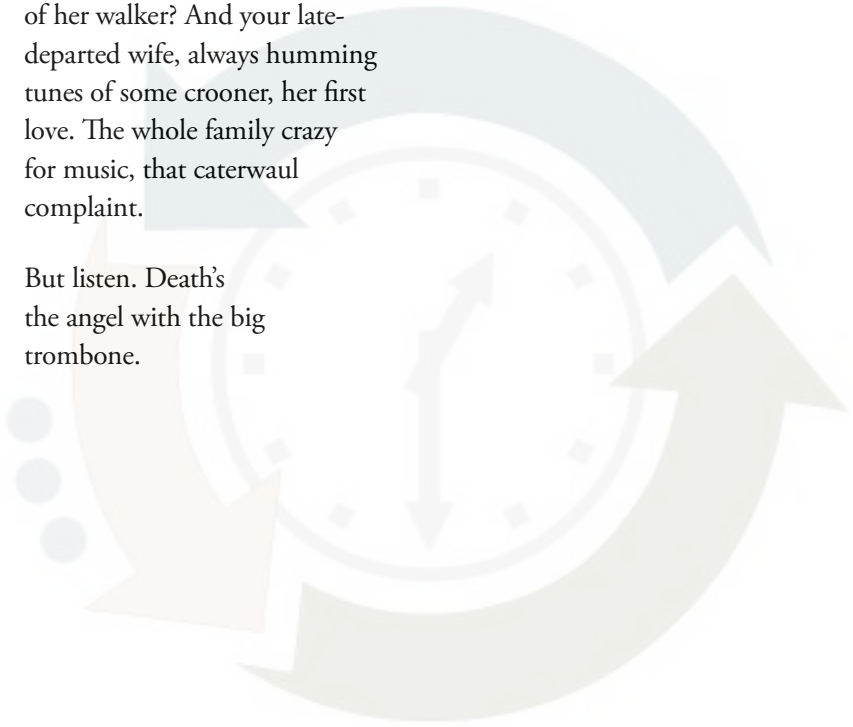 of her walker? And your late-
departed wife, always humming
tunes of some crooner, her first
love. The whole family crazy
for music, that caterwaul
complaint.
But listen. Death’s
the angel with the big
trombone.